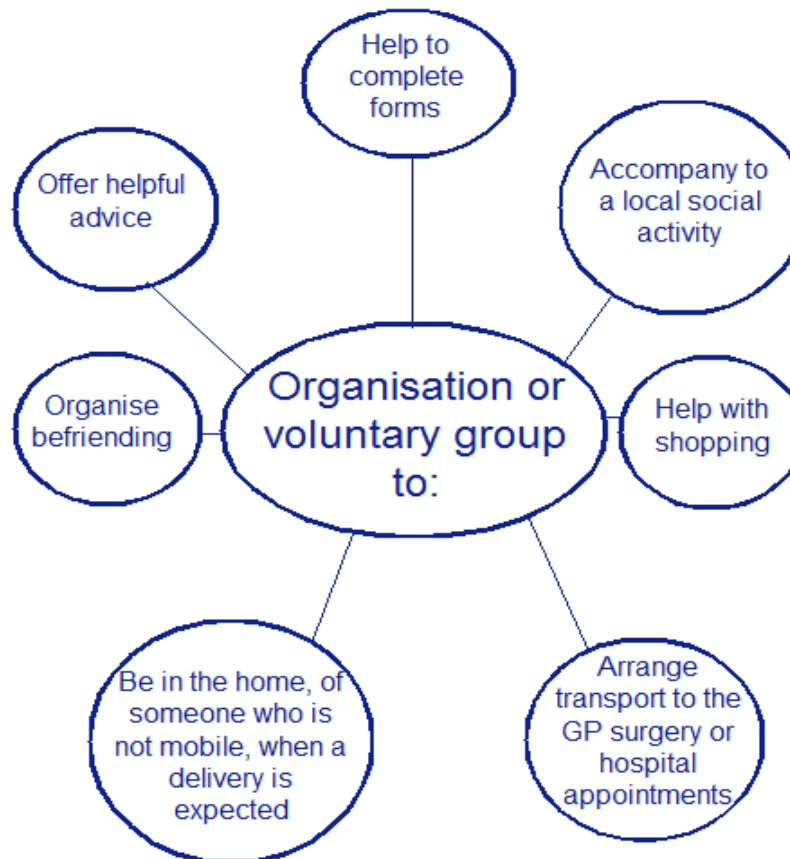 Help to
complete
forms
Offer helpful
advice
Accompany to
a local social
activity
Organisation or
voluntary group
to:
Organise
befriending
Help with
shopping
Be in the home, of
someone who is
not mobile, when a
delivery is
expected
Arrange
transport to the
GP surgery or
hospital
appointments